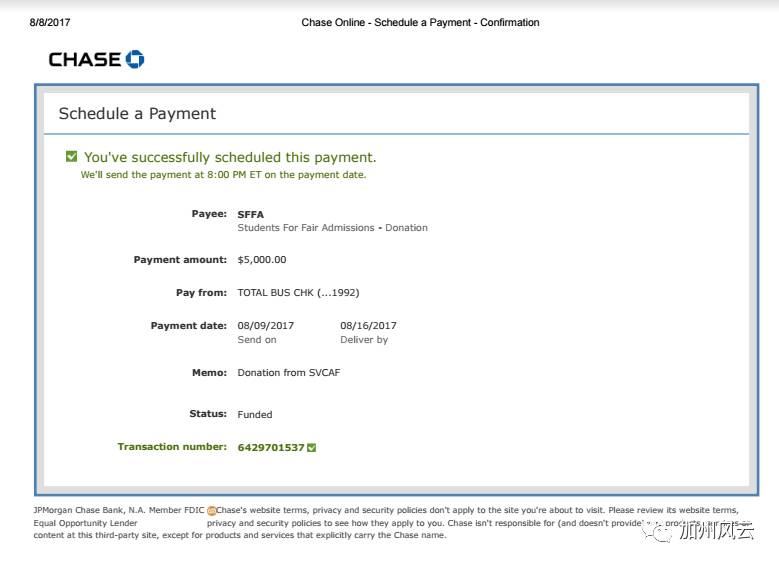 8/8/2017 Chase Online - Schedule a Payment - Confirmation
CHASE
Schedule a Payment
You've successfully scheduled this payment.
We'll send the payment at 8:00 PM ET on the payment date.
Payee: SFFA
Students For Fair Admissions - Donation
Payment amount: $5,000.00
Pay from: TOTAL BUS CHK (...1992)
Payment date: 08/09/2017 08/16/2017
Send on Deliver by
Memo: Donation from SVCAF
Status: Funded
Transaction number: 6429701537
JPMorgan Chase Bank, N.A. Member FDIC Chase's website terms, privacy and security policies don't apply to the site you're about to visit. Please review its website terms,
Equal Opportunity Lender privacy and security policies to see how they apply to you. Chase isn't responsible for (and doesn't provide)
content at this third-party site, except for products and services that explicitly carry the Chase name.
加州风云